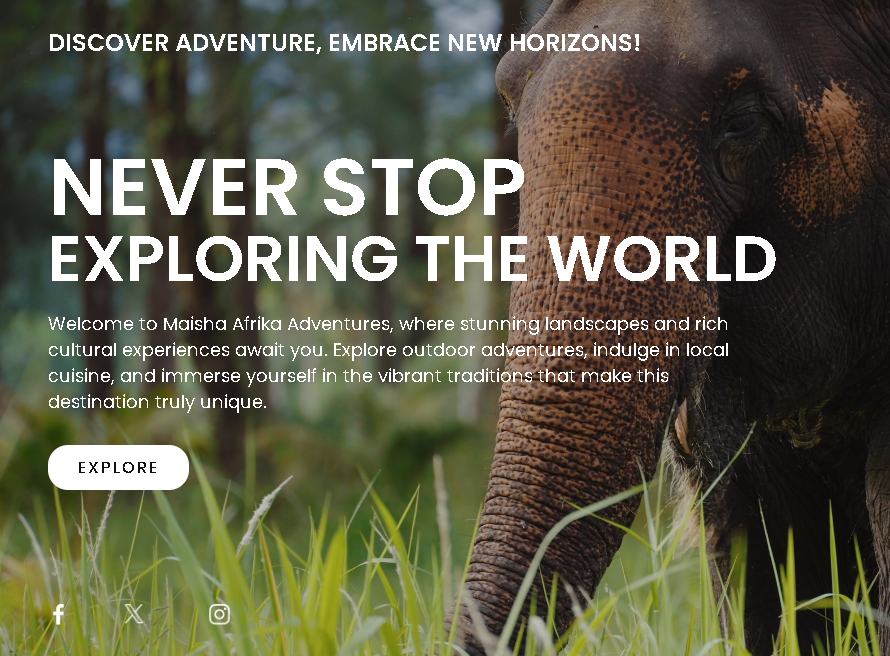 DISCOVER ADVENTURE, EMBRACE NEW HORIZONS!
NEVER STOP
EXPLORING THE WORLD
Welcome to Maisha Afrika Adventures, where stunning landscapes and rich
cultural experiences await you. Explore outdoor adventures, indulge in local
cuisine, and immerse yourself in the vibrant traditions that make this
destination truly unique.
EXPLORE